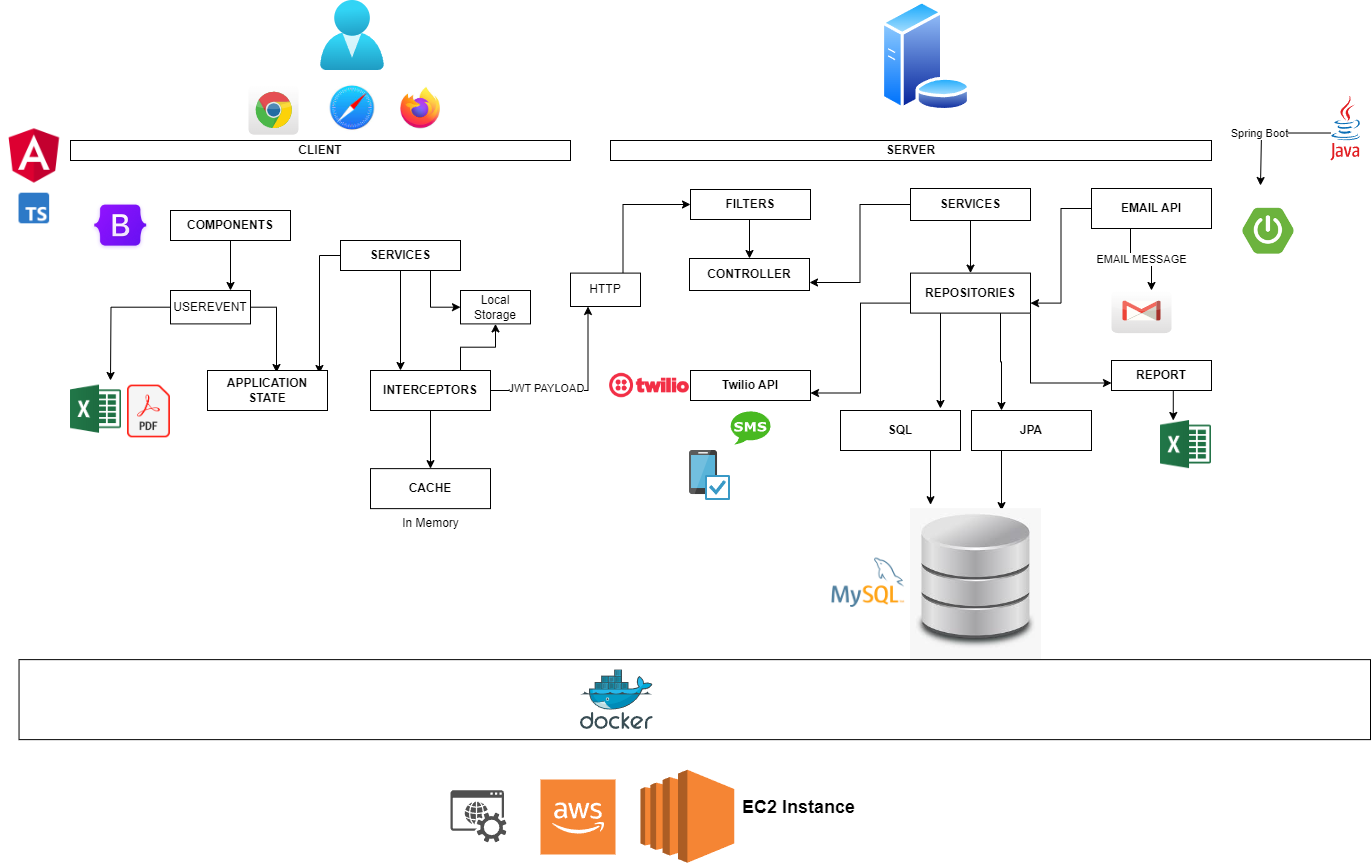 CLIENT
SERVER
Spring Boot
Java
TS
B
COMPONENTS
SERVICES
USEREVENT
Local
Storage
APPLICATION
STATE
INTERCEPTORS
JWT PAYLOAD
HTTP
X
PDF
CACHE
In Memory
FILTERS
SERVICES
EMAIL API
CONTROLLER
REPOSITORIES
EMAIL MESSAGE
twilio
Twilio API
REPORT
SMS
SQL
JPA
X
MySQL
docker
aws
EC2 Instance